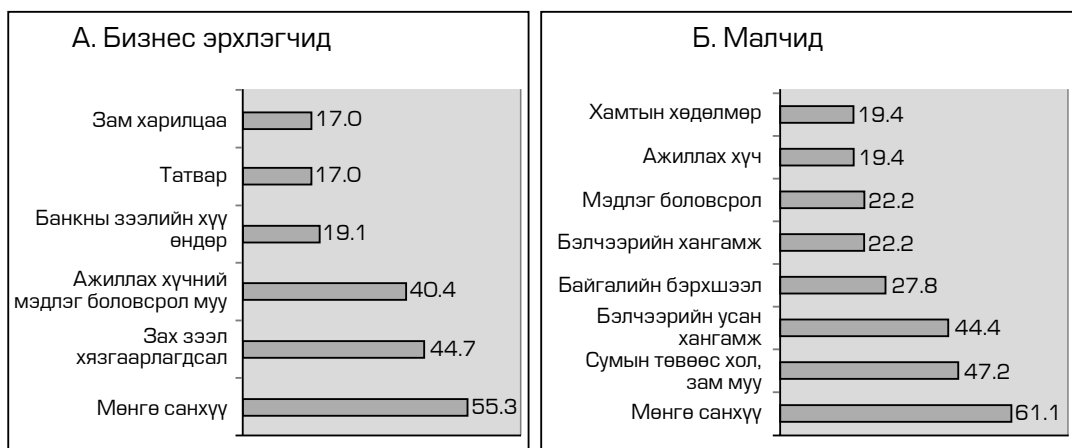 А. Бизнес эрхлэгчид
Зам харилцаа
17.0
Татвар
17.0
Банкны зээлийн хүү
өндөр
19.1
Ажиллах хүчний
мэдлэг боловсрол муу
40.4
Зах зээл
хязгаарлагдсал
44.7
Мөнгө санхүү
55.3
Б. Малчид
Хамтын хөдөлмөр
19.4
Ажиллах хүч
19.4
Мэдлэг боловсрол
22.2
Бэлчээрийн хангамж
22.2
Байгалийн бэрхшээл
27.8
Бэлчээрийн усан
хангамж
44.4
Сумын төвөөс хол,
зам муу
47.2
Мөнгө санхүү
61.1